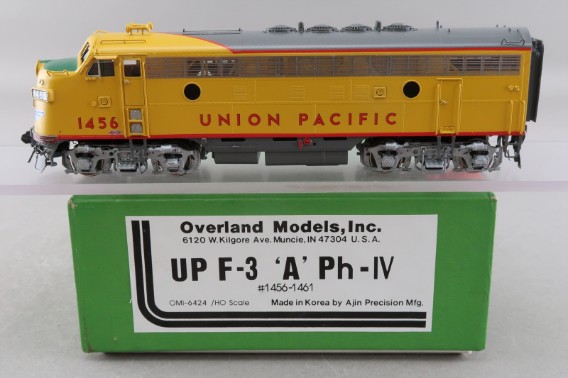 1456
UNION PACIFIC
Overland Models, Inc.
6120 W. Kilgore Ave. Muncie, IN 47304 U.S.A.
UP F-3 'A' Ph-IV
#1456-1461
OMI-6424 /HO Scale Made in Korea by Ajin Precision Mfg.